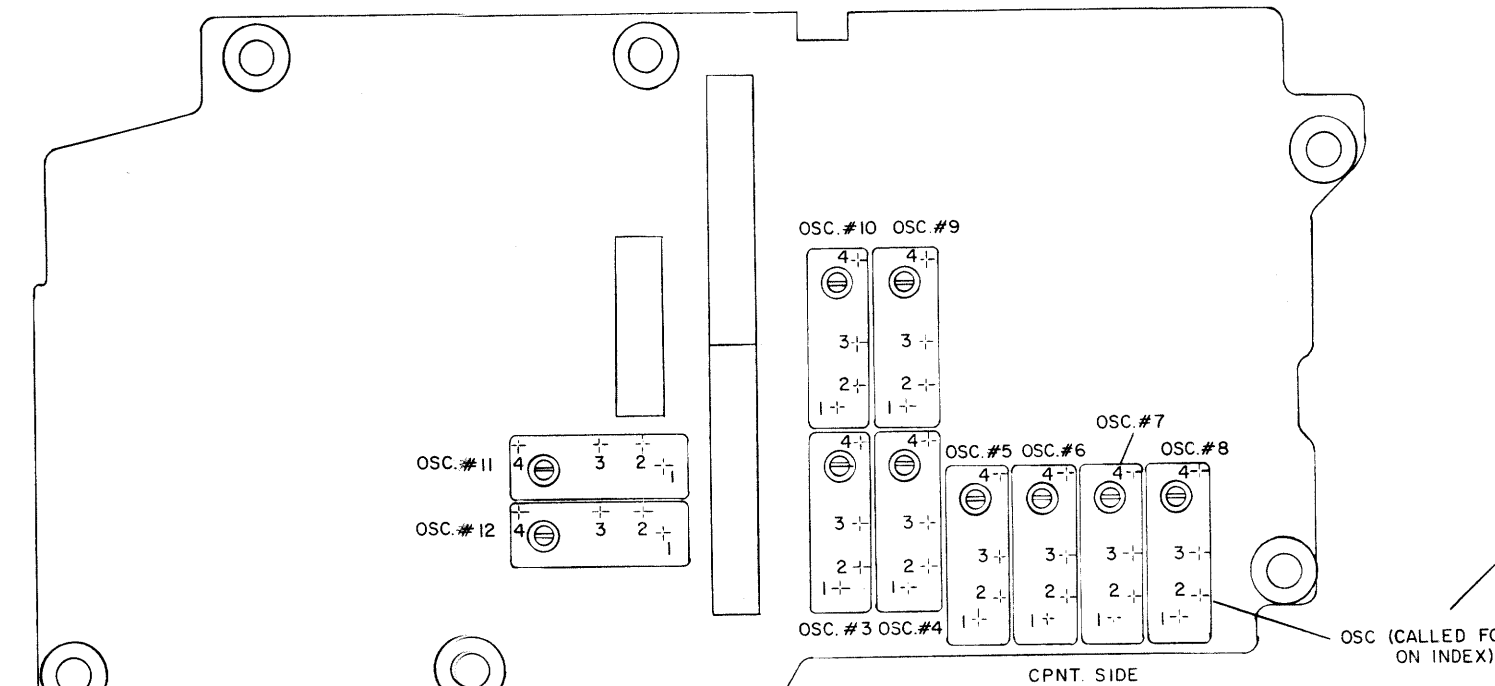 OSC.#10 OSC.#9
4 4
3 3
2 2
1 1
OSC.#7
OSC.#5 OSC.#6 OSC.#8
OSC.#11 4 3 2 1
OSC.#12 4 3 2 1
4 4
3 3
2 2
1 1
4 4 4 4
3 3 3 3
2 2 2 2
1 1 1 1
OSC.#3 OSC.#4
OSC (CALLED FO
ON INDEX)
CPNT. SIDE